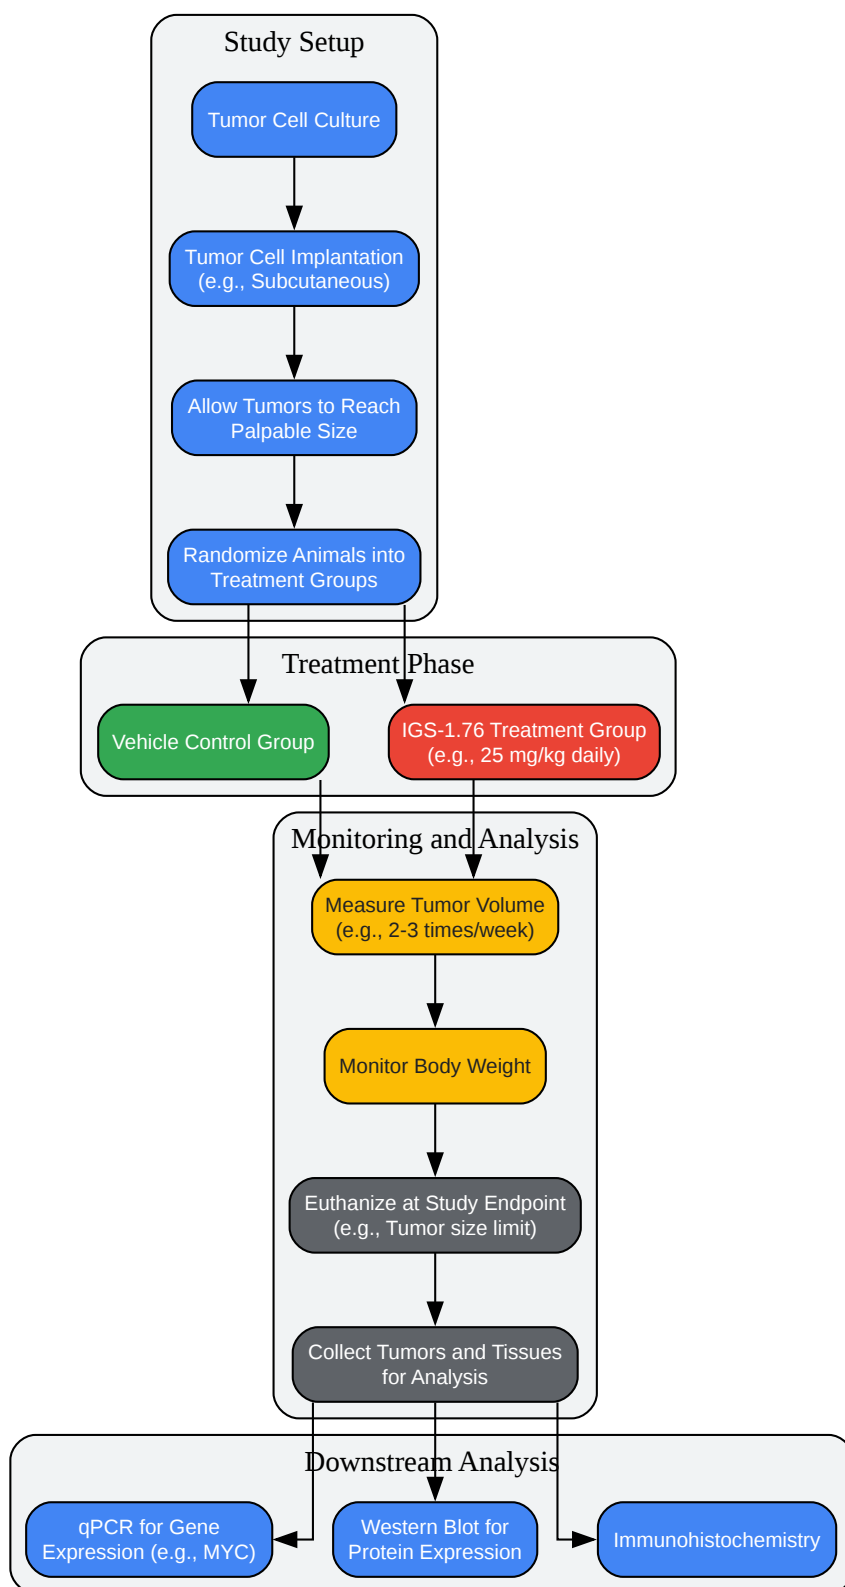 Study Setup
Tumor Cell Culture
Tumor Cell Implantation
(e.g., Subcutaneous)
Allow Tumors to Reach
Palpable Size
Randomize Animals into
Treatment Groups
Treatment Phase
Vehicle Control Group
IGS-1.76 Treatment Group
(e.g., 25 mg/kg daily)
Monitoring and Analysis
Measure Tumor Volume
(e.g., 2-3 times/week)
Monitor Body Weight
Euthanize at Study Endpoint
(e.g., Tumor size limit)
Collect Tumors and Tissues
for Analysis
Downstream Analysis
qPCR for Gene
Expression (e.g., MYC)
Western Blot for
Protein Expression
Immunohistochemistry